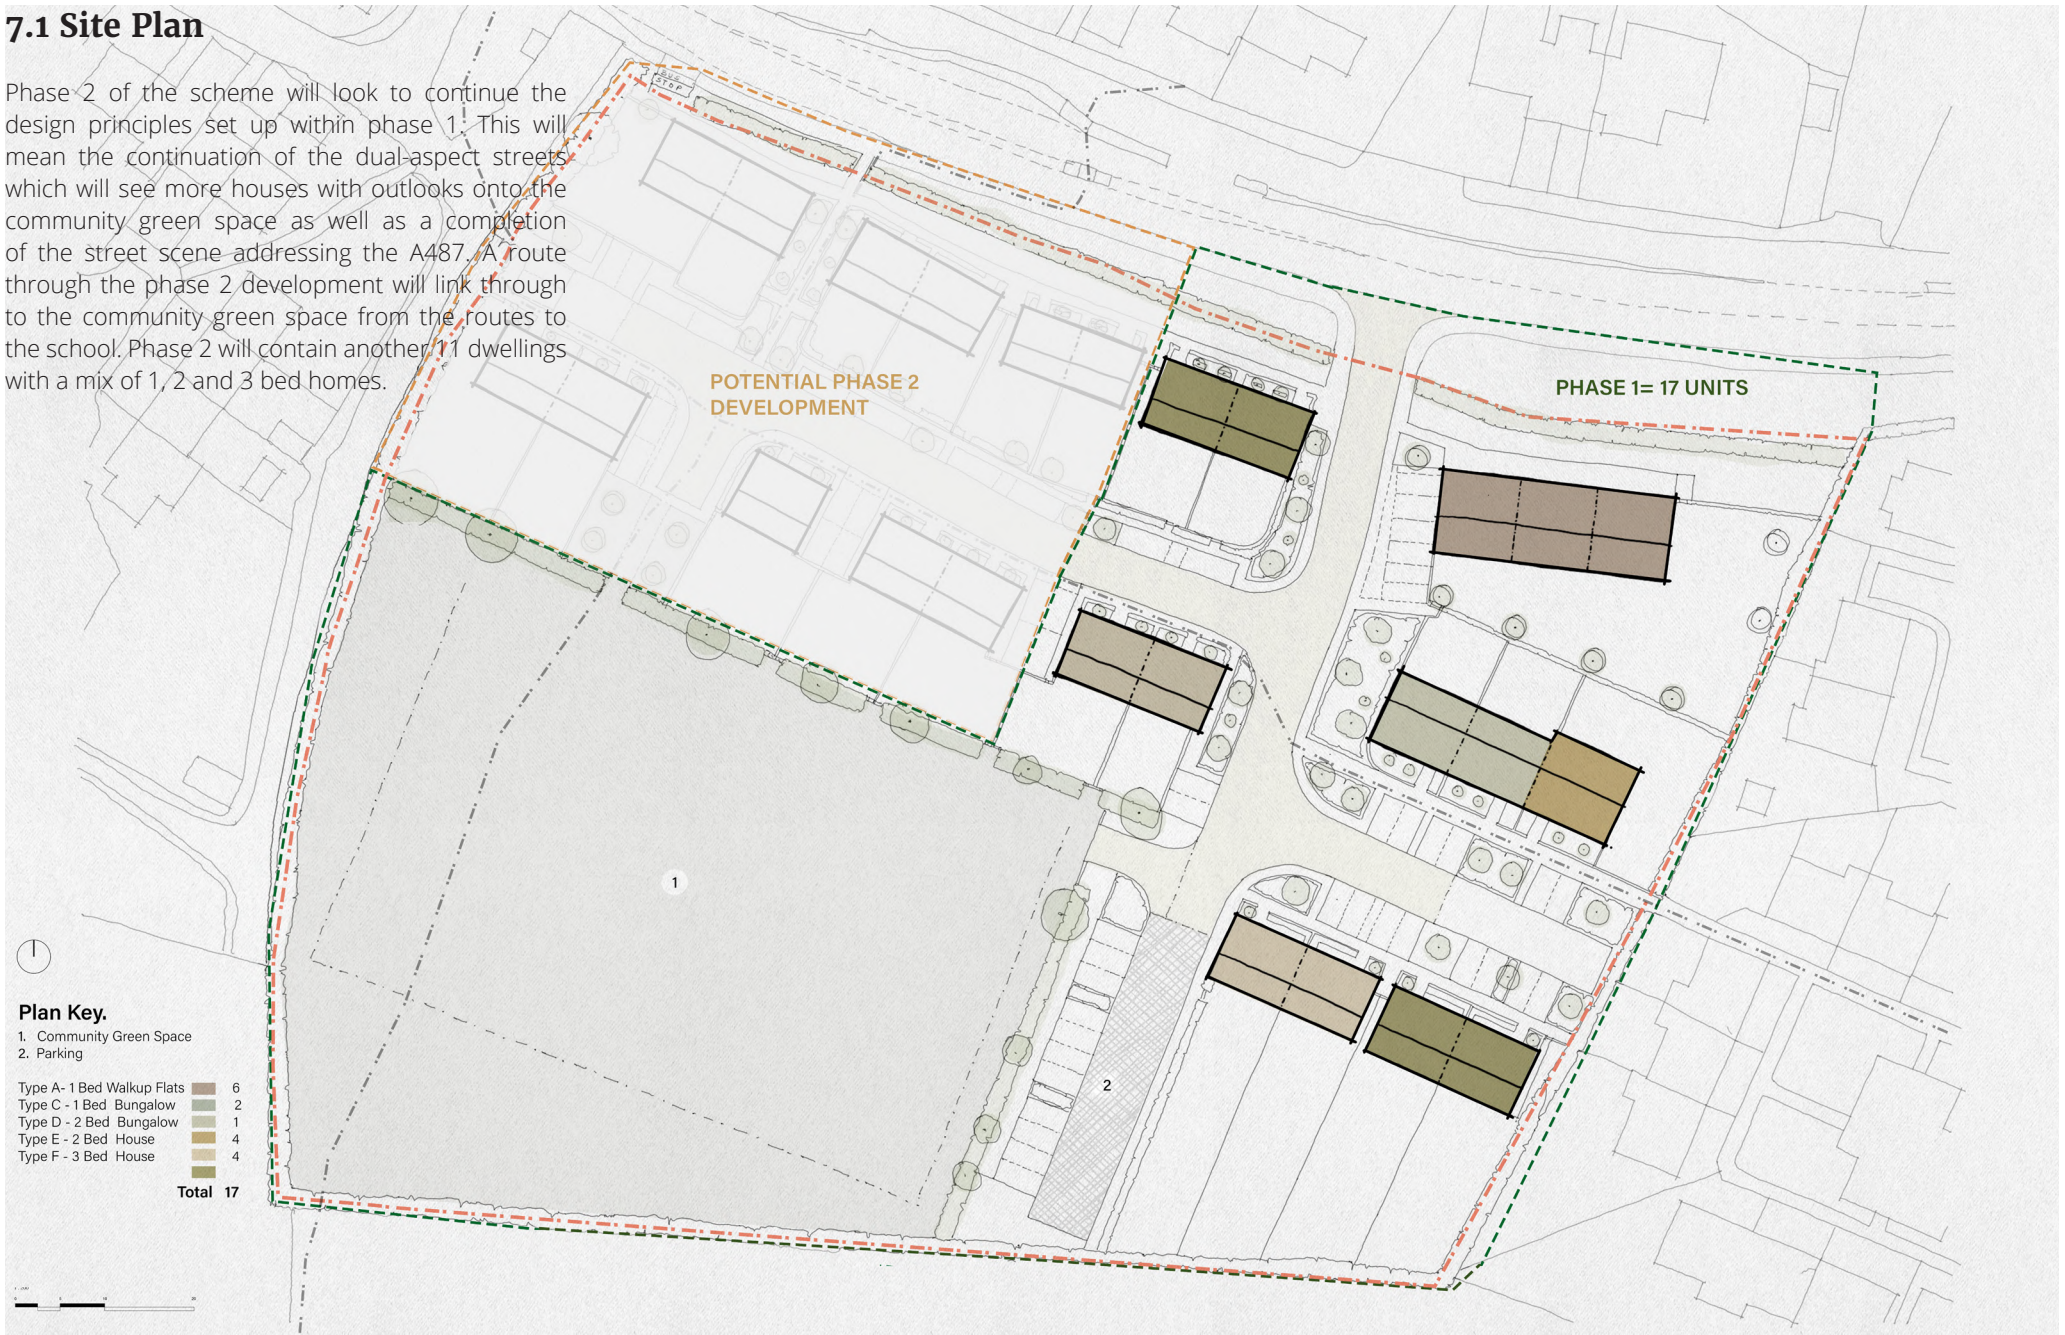 7.1 Site Plan
Phase 2 of the scheme will look to continue the
design principles set up within phase 1. This will
mean the continuation of the dual-aspect streets
which will see more houses with outlooks onto the
community green space as well as a completion
of the street scene addressing the A487. A route
through the phase 2 development will link through
to the community green space from the routes to
the school. Phase 2 will contain another 11 dwellings
with a mix of 1, 2 and 3 bed homes.
BUS
STOP
POTENTIAL PHASE 2
DEVELOPMENT
PHASE 1= 17 UNITS
1
2
Plan Key.
1. Community Green Space
2. Parking
Type A- 1 Bed Walkup Flats 6
Type C - 1 Bed Bungalow 2
Type D - 2 Bed Bungalow 1
Type E - 2 Bed House 4
Type F - 3 Bed House 4
Total 17